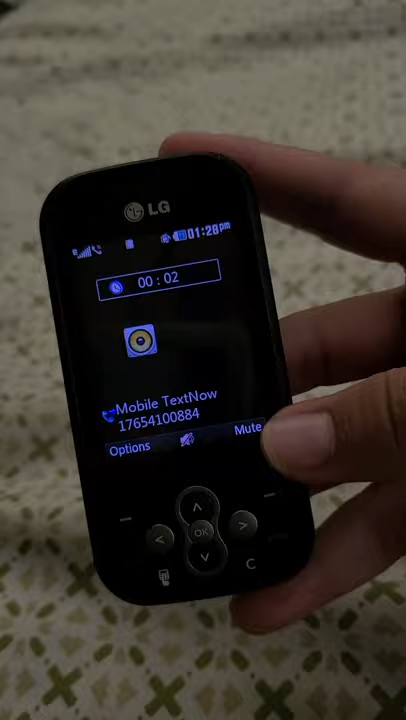 LG
01:28pm
00 : 02
Mobile TextNow
17654100884
Options
Mute
OK
C